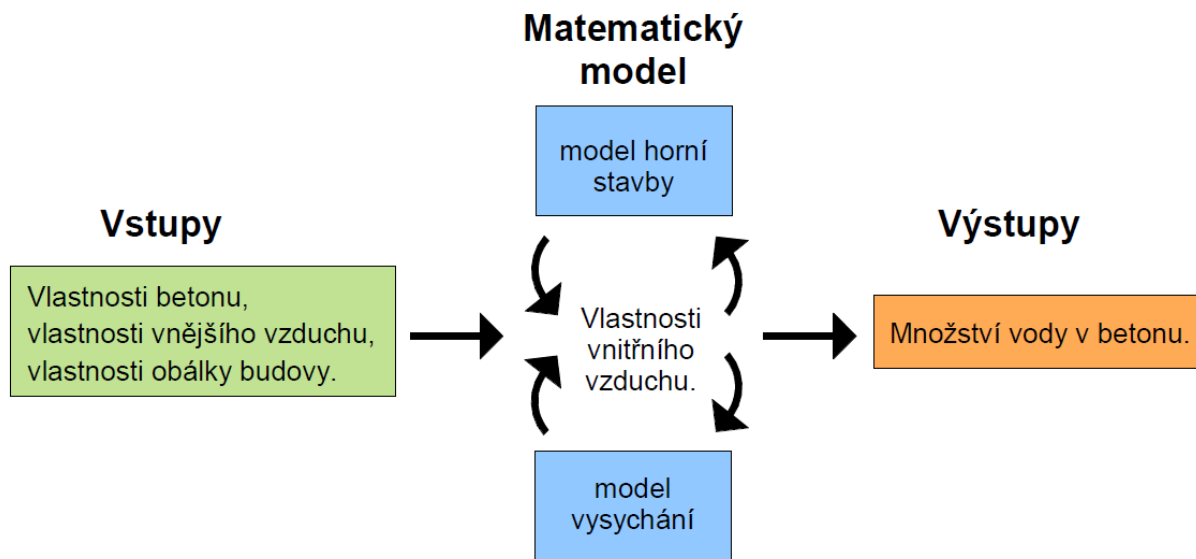 Matematický
model
model horní
stavby
Vstupy
Vlastnosti betonu,
vlastnosti vnějšího vzduchu,
vlastnosti obálky budovy.
Vlastnosti
vnitřního
vzduchu.
model
vysychání
Výstupy
Množství vody v betonu.